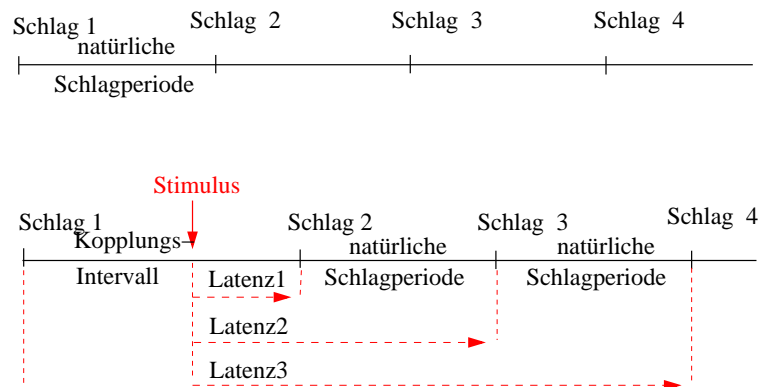 Schlag 1 Schlag 2 Schlag 3 Schlag 4
natürliche
Schlagperiode
Stimulus
Schlag 1 Schlag 2 Schlag 3 Schlag 4
Kopplungs- natürliche natürliche
Intervall Latenz1 Schlagperiode Schlagperiode
Latenz2
Latenz3